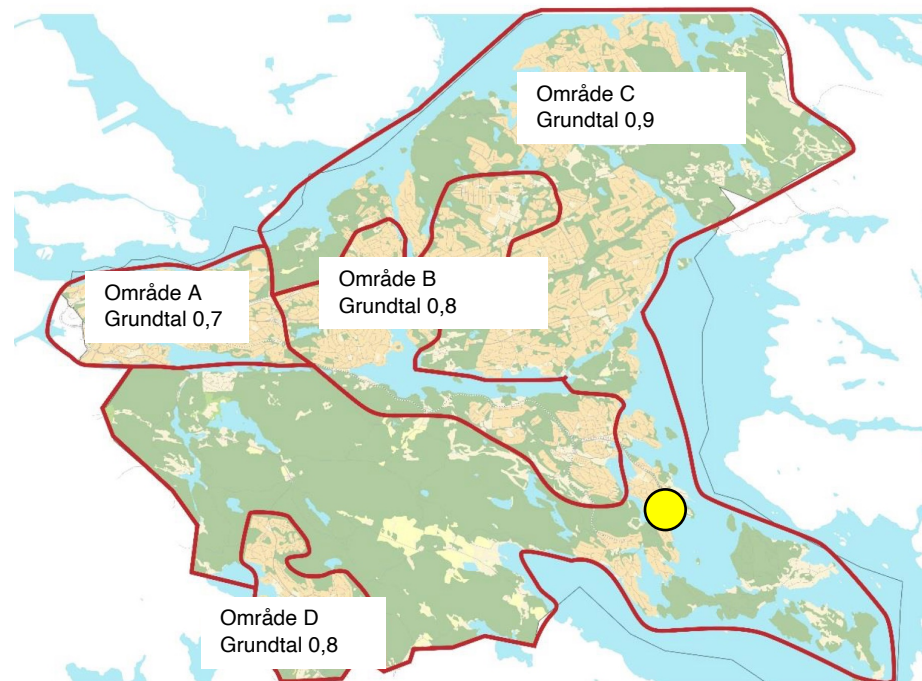 Område C
Grundtal 0,9
Område B
Grundtal 0,8
Område A
Grundtal 0,7
Område D
Grundtal 0,8